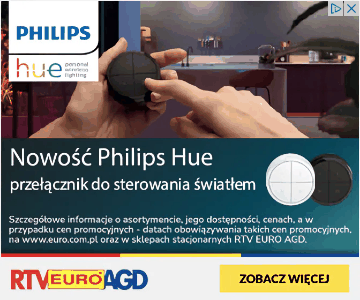 PHILIPS
hue personal wireless lighting
Nowość Philips Hue
przełącznik do sterowania światłem
Szczegółowe informacje o asortymencie, jego dostępności, cenach, a w
przypadku cen promocyjnych - datach obowiązywania takich cen promocyjnych,
na www.euro.com.pl oraz w sklepach stacjonarnych RTV EURO AGD.
RTV EURO AGD
ZOBACZ WIĘCEJ